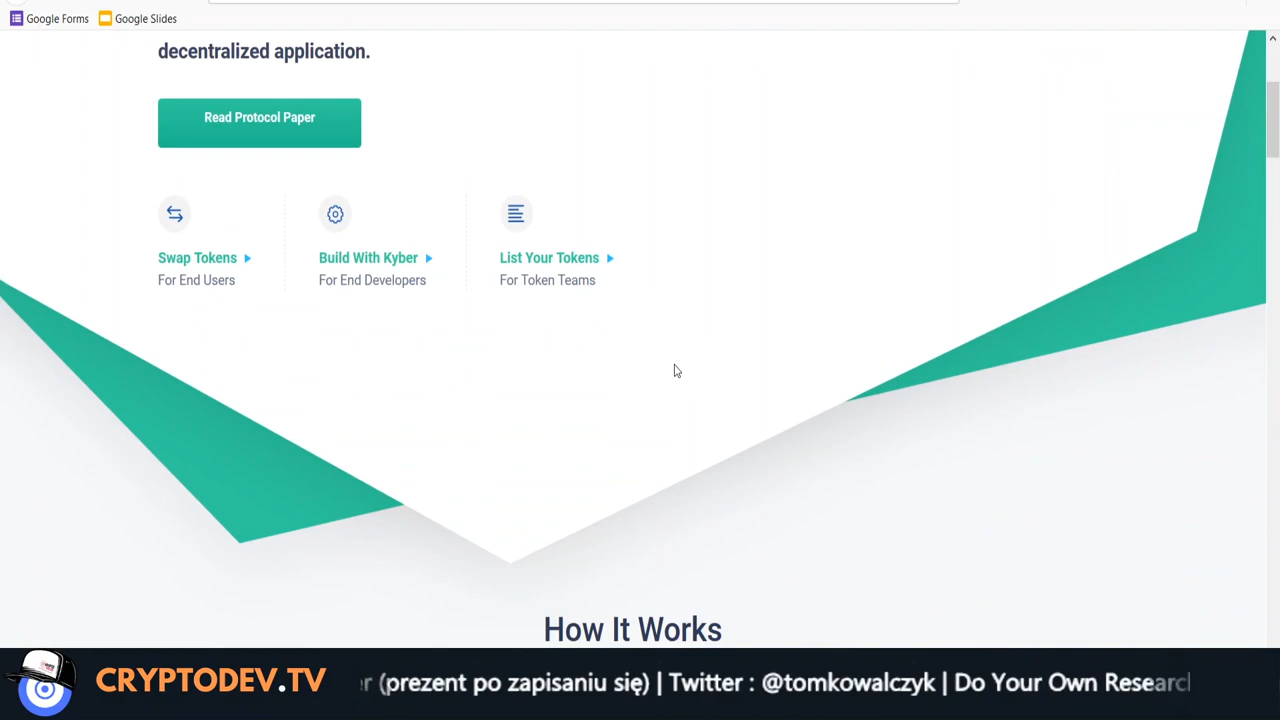 Google Forms Google Slides
decentralized application.
Read Protocol Paper
Swap Tokens Build With Kyber List Your Tokens
For End Users For End Developers For Token Teams
How It Works
CRYPTODEV.TV
(prezent po zapisaniu się) | Twitter : @tomkowalczyk | Do Your Own Research